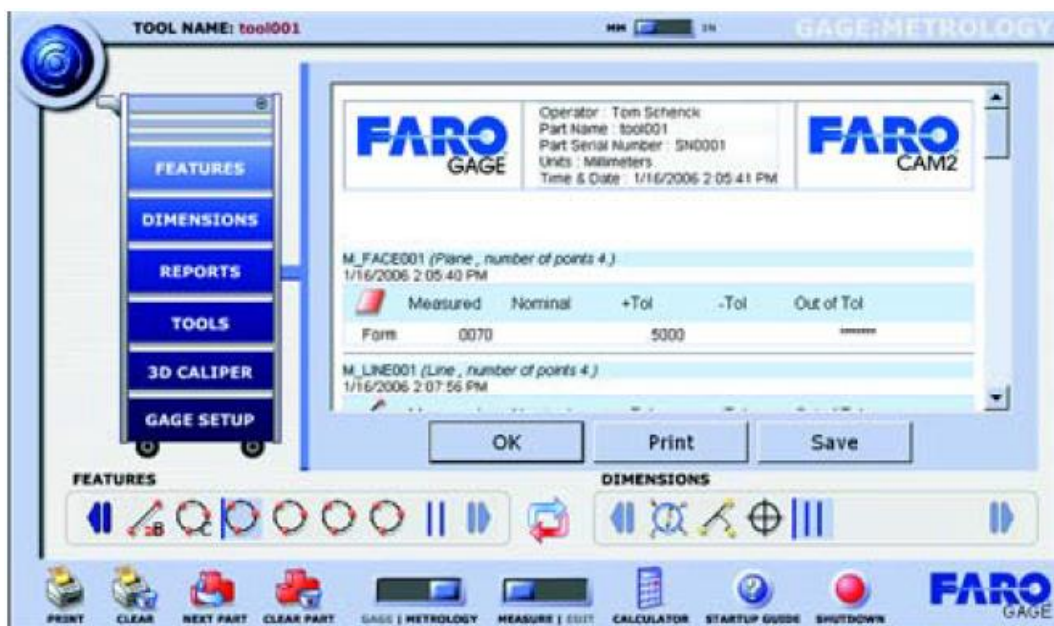 TOOL NAME: tool001
MM IN
GAGE:METROLOGY
FARO
GAGE
Operator : Tom Schenck
Part Name : tool001
Part Serial Number : SN0001
Units : Millimeters
Time & Date : 1/16/2006 2:05:41 PM
FARO
CAM2
FEATURES
DIMENSIONS
REPORTS
TOOLS
3D CALIPER
GAGE SETUP
M_FACE001 (Plane , number of points 4.)
1/16/2006 2:05:40 PM
Measured Nominal +Tol -Tol Out of Tol
Form 0070 5000 *******
M_LINE001 (Line , number of points 4.)
1/16/2006 2:07:56 PM
OK Print Save
FEATURES
B C
DIMENSIONS
PRINT CLEAR NEXT PART CLEAR PART GAGE | METROLOGY MEASURE | EDIT CALCULATOR STARTUP GUIDE SHUTDOWN
FARO
GAGE